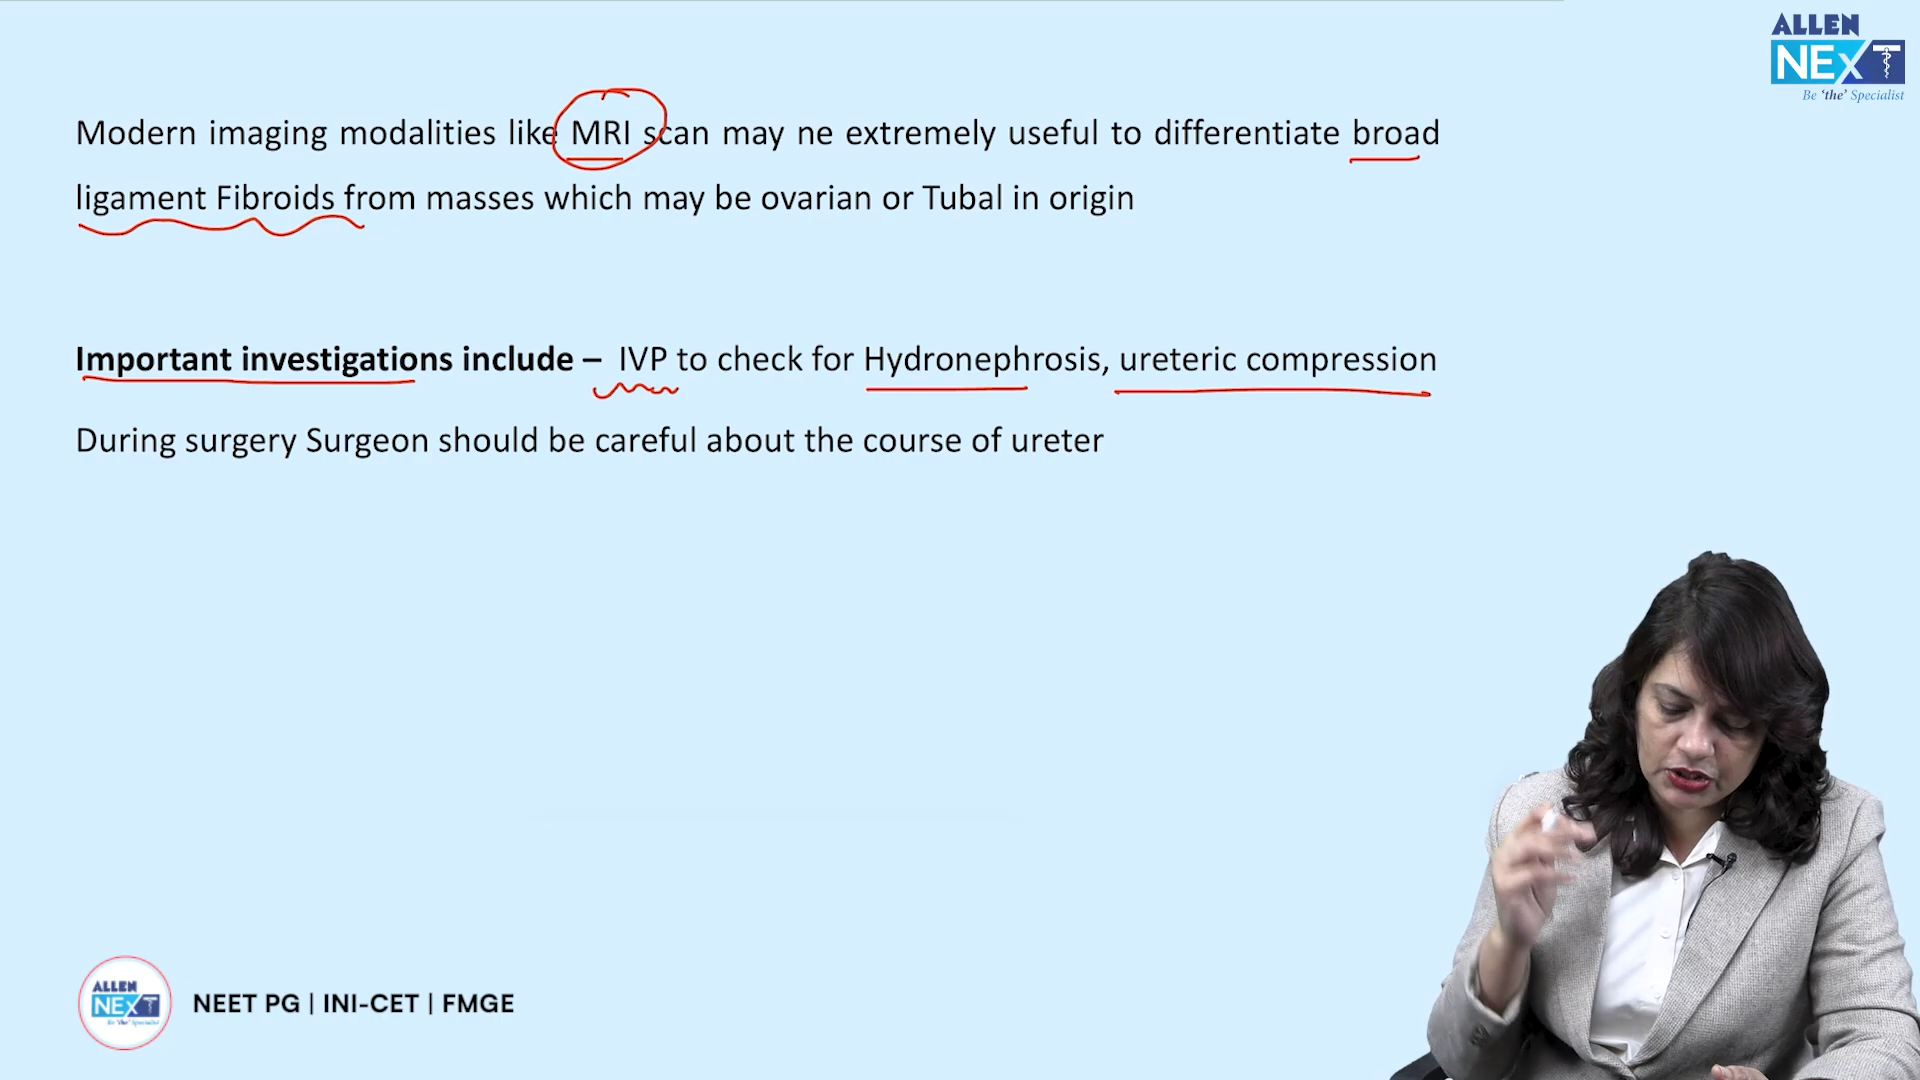 ALLEN
NEXT
Be 'the' Specialist
Modern imaging modalities like MRI scan may ne extremely useful to differentiate broad
ligament Fibroids from masses which may be ovarian or Tubal in origin
Important investigations include – IVP to check for Hydronephrosis, ureteric compression
During surgery Surgeon should be careful about the course of ureter
ALLEN
NEXT
Be 'the' Specialist
NEET PG | INI-CET | FMGE